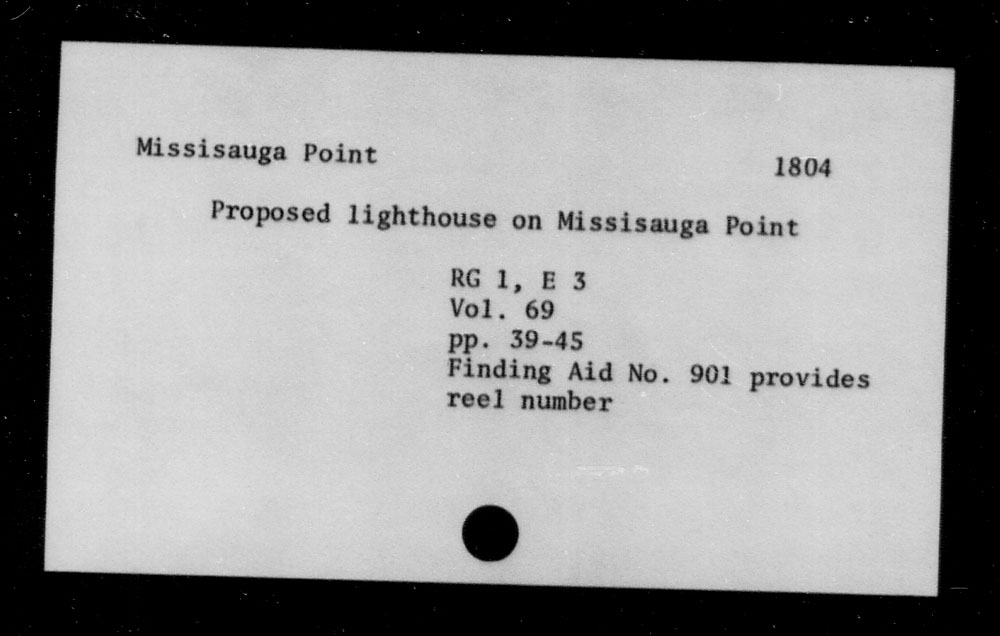 Missisauga Point 1804
Proposed lighthouse on Missisauga Point
RG 1, E 3
Vol. 69
pp. 39-45
Finding Aid No. 901 provides
reel number